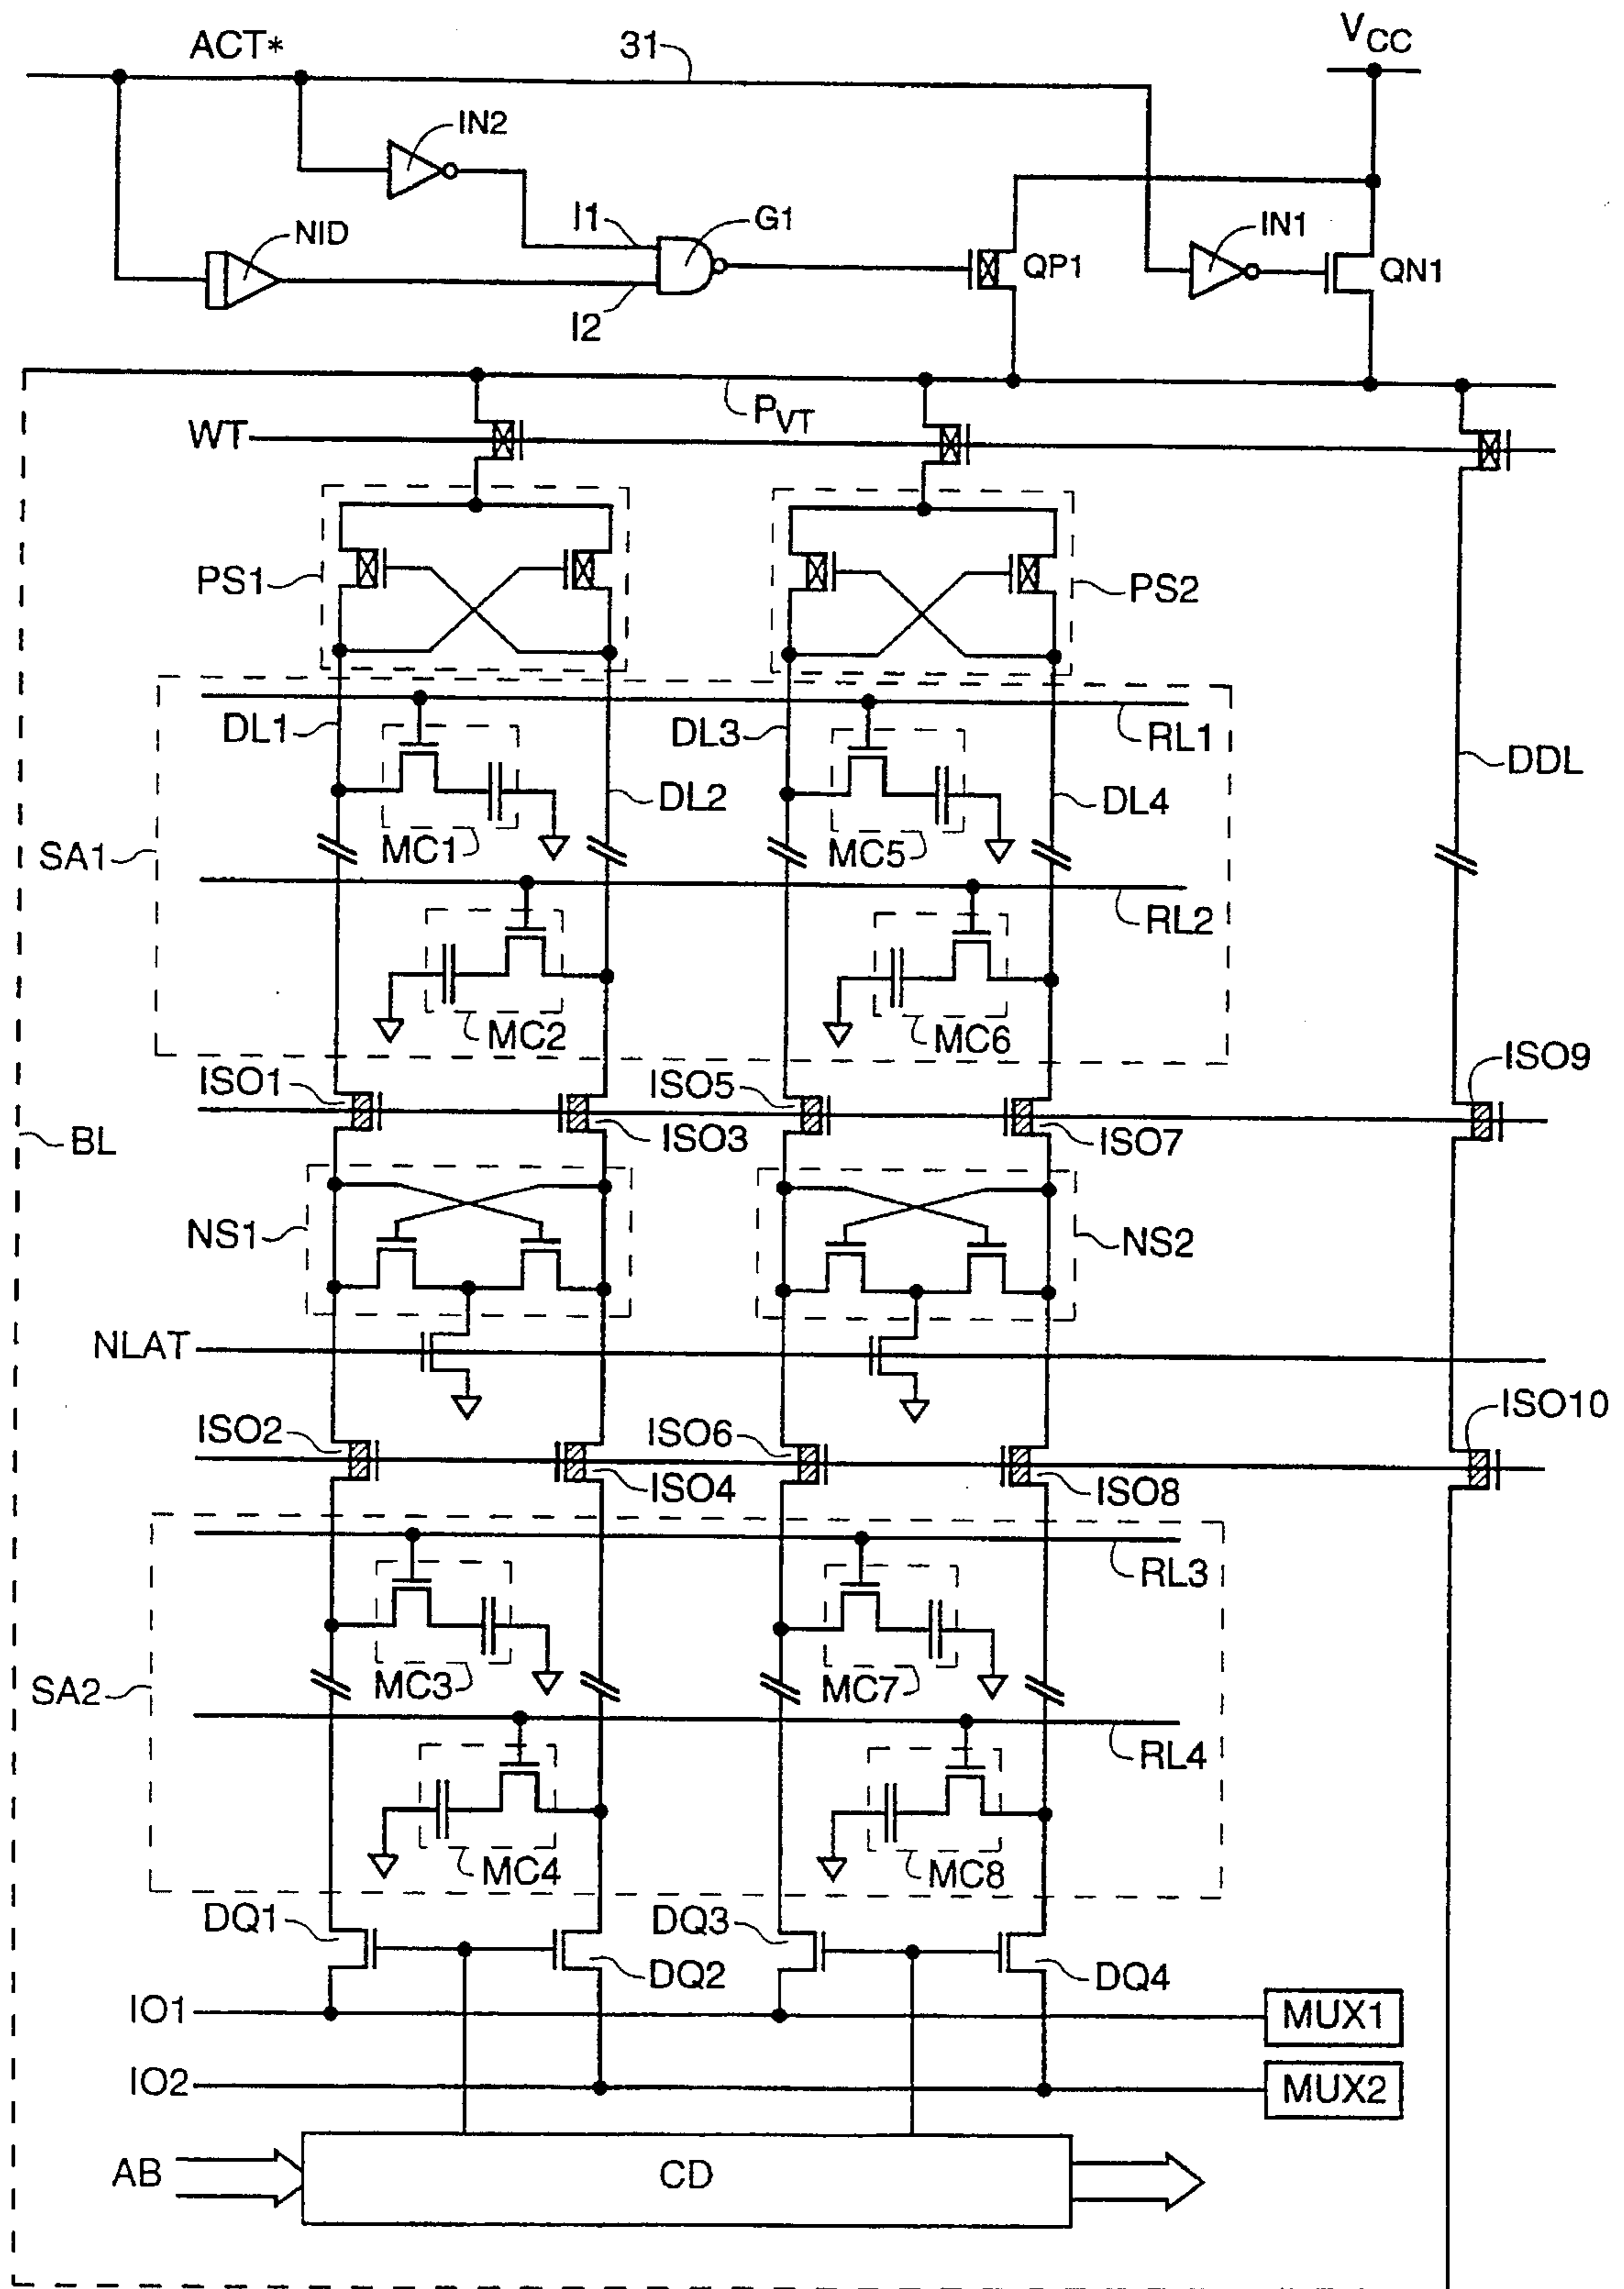 ACT*
31
VCC
IN2
I1
G1
NID
IN1
QP1
QN1
I2
PVT
WT
PS1
PS2
DL1
DL3
RL1
DDL
DL2
DL4
SA1
MC1
MC5
RL2
MC2
MC6
ISO1
ISO5
ISO9
BL
ISO3
ISO7
NS1
NS2
NLAT
ISO2
ISO6
ISO10
ISO4
ISO8
RL3
SA2
MC3
MC7
RL4
MC4
MC8
DQ1
DQ3
DQ2
DQ4
IO1
MUX1
IO2
MUX2
AB
CD